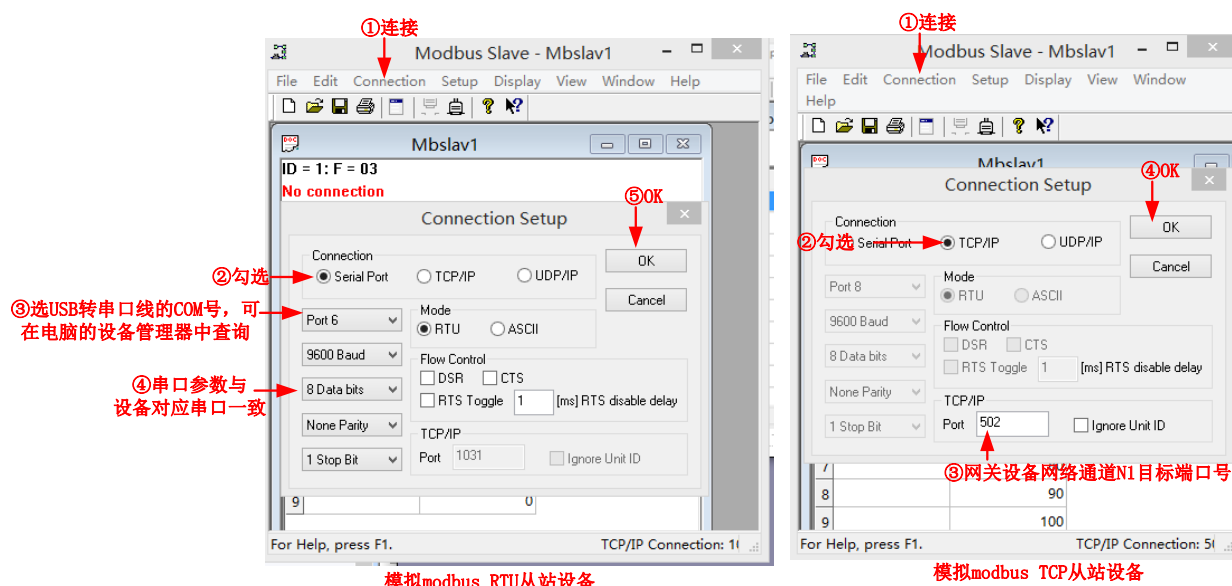 ①连接
Modbus Slave - Mbslav1
File Edit Connection Setup Display View Window Help
Mbslav1
ID = 1: F = 03
No connection
⑤OK
Connection Setup
Connection
②勾选
Serial Port
TCP/IP
UDP/IP
OK
Cancel
③选USB转串口线的COM号，可
在电脑的设备管理器中查询
Port 6
Mode
RTU
ASCII
9600 Baud
Flow Control
DSR
CTS
④串口参数与
设备对应串口一致
8 Data bits
RTS Toggle
1
[ms] RTS disable delay
None Parity
TCP/IP
1 Stop Bit
Port
1031
Ignore Unit ID
9
0
For Help, press F1.
TCP/IP Connection: 1
模拟modbus RTU从站设备
①连接
Modbus Slave - Mbslav1
File Edit Connection Setup Display View Window
Help
Mbslav1
④OK
Connection Setup
Connection
②勾选
Serial Port
TCP/IP
UDP/IP
OK
Cancel
Port 8
Mode
RTU
ASCII
9600 Baud
Flow Control
DSR
CTS
8 Data bits
RTS Toggle
1
[ms] RTS disable delay
None Parity
TCP/IP
1 Stop Bit
Port
502
Ignore Unit ID
③网关设备网络通道N1目标端口号
7
8
90
9
100
For Help, press F1.
TCP/IP Connection: 50
模拟modbus TCP从站设备